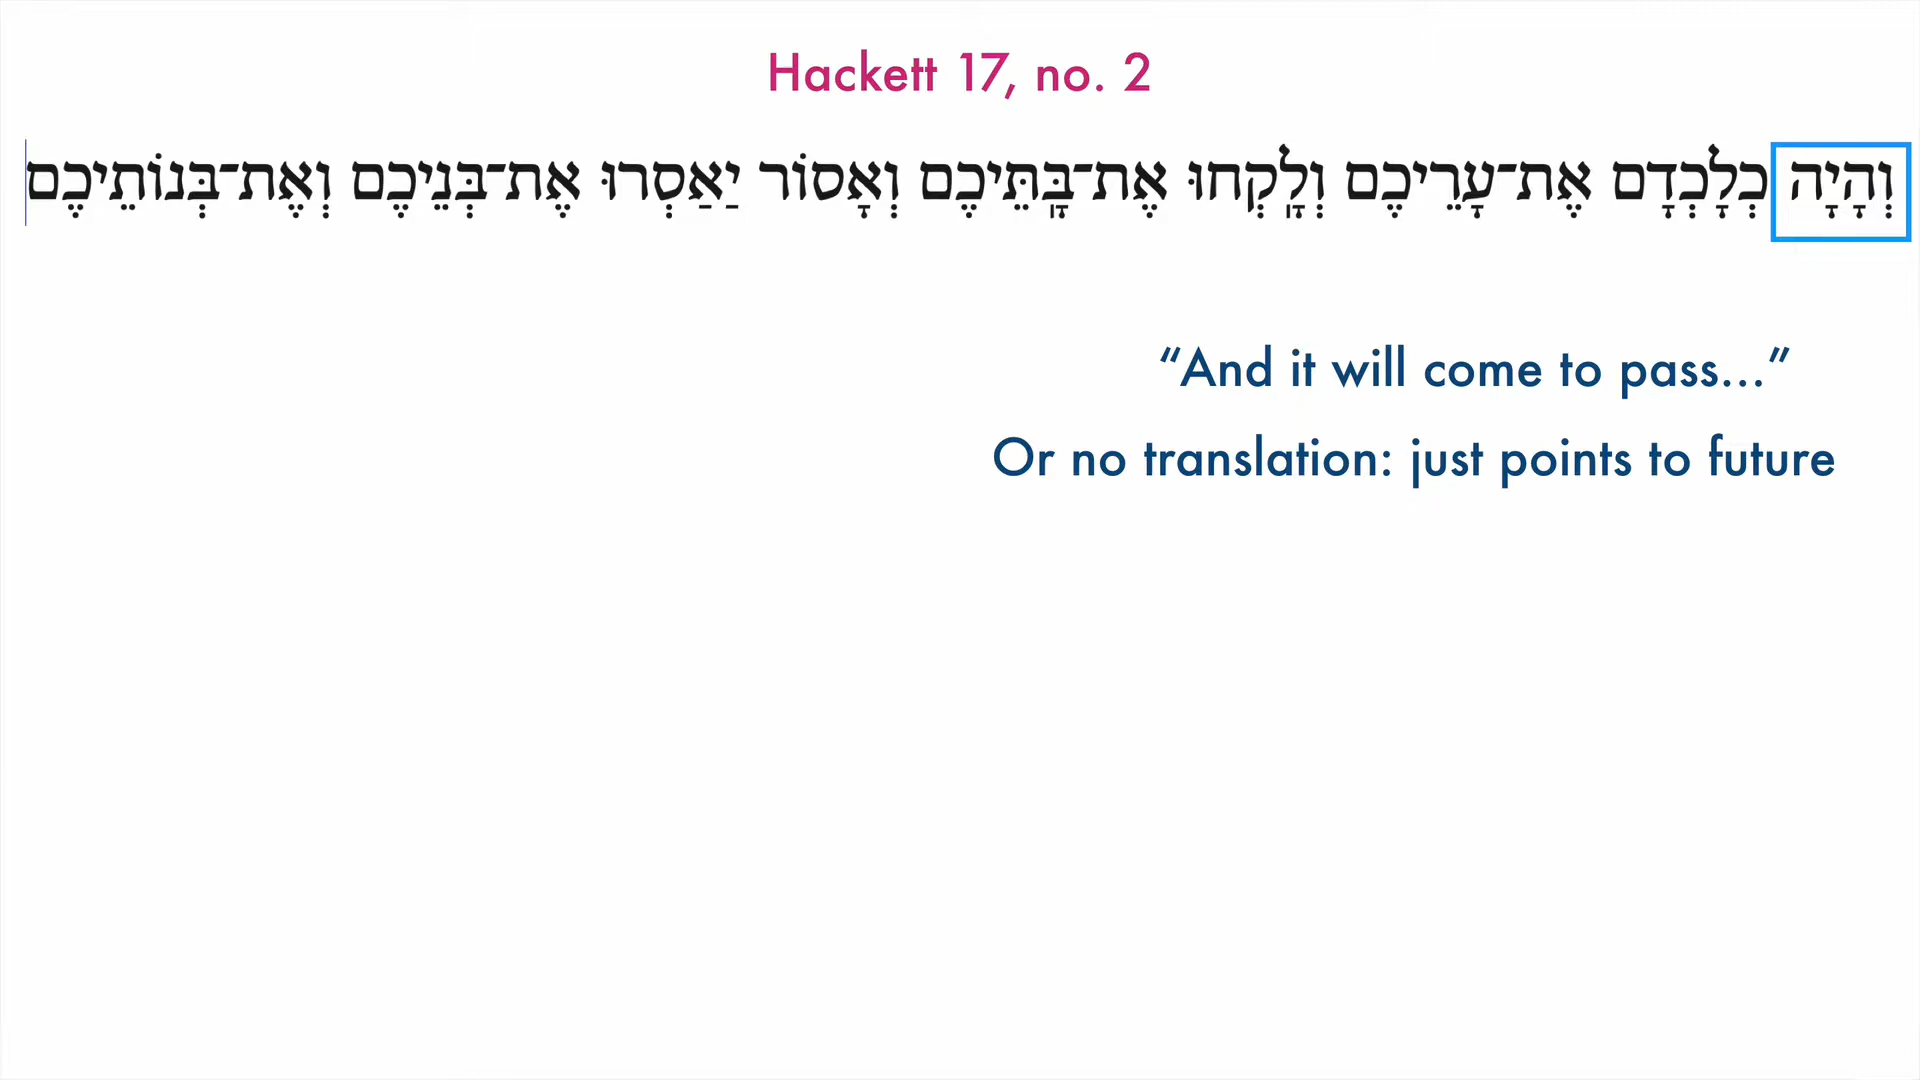 Hackett 17, no. 2
וְהָיָה כְּלָכְדָם אֶת־עָרֵיכֶם וְלָֽקְחוּ אֶת־בָּֽתֵּיכֶם וְאָסוֹר יַאַסְרוּ אֶת־בְּנֵיכֶם וְאֶת־בְּנוֹתֵיכֶם
“And it will come to pass…”
Or no translation: just points to future